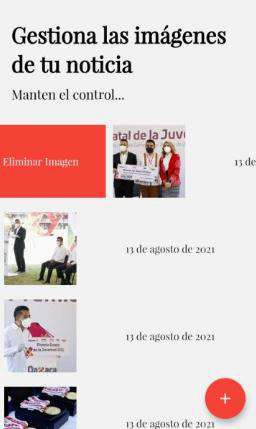 Gestiona las imágenes
de tu noticia
Manten el control...
Eliminar Imagen
atal de la Juve
13 de
13 de agosto de 2021
13 de agosto de 2021
Oaxaca
13 de agosto de 2021
+